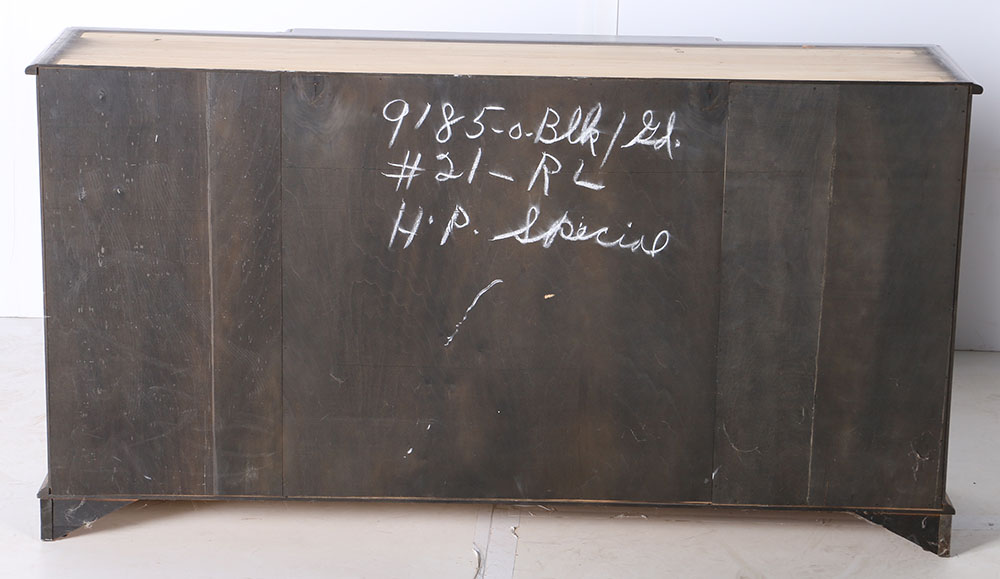 9185-o-Blk/Gd.
#21-RL
H.P. Special